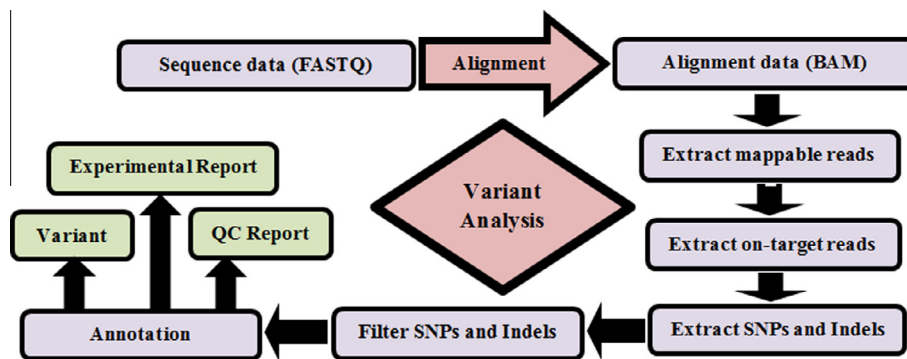 Sequence data (FASTQ)
Alignment
Alignment data (BAM)
Extract mappable reads
Extract on-target reads
Extract SNPs and Indels
Filter SNPs and Indels
Annotation
Variant
Experimental Report
QC Report
Variant
Analysis